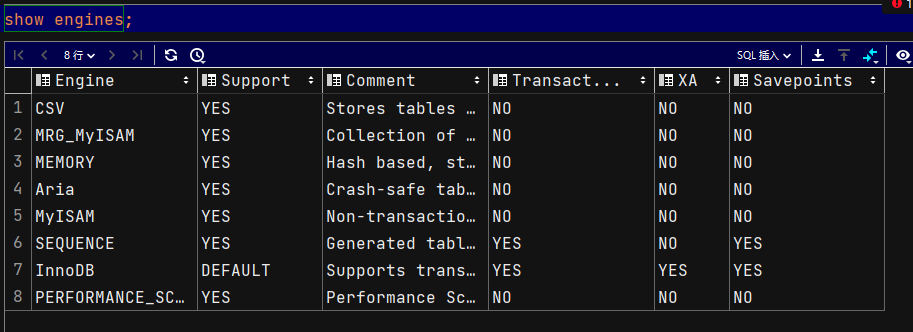 1
show engines;
8 行
SQL 插入
Engine Support Comment Transact... XA Savepoints
1 CSV YES Stores tables … NO NO NO
2 MRG_MyISAM YES Collection of … NO NO NO
3 MEMORY YES Hash based, st… NO NO NO
4 Aria YES Crash-safe tab… NO NO NO
5 MyISAM YES Non-transactio… NO NO NO
6 SEQUENCE YES Generated tabl… YES NO YES
7 InnoDB DEFAULT Supports trans… YES YES YES
8 PERFORMANCE_SC… YES Performance Sc… NO NO NO